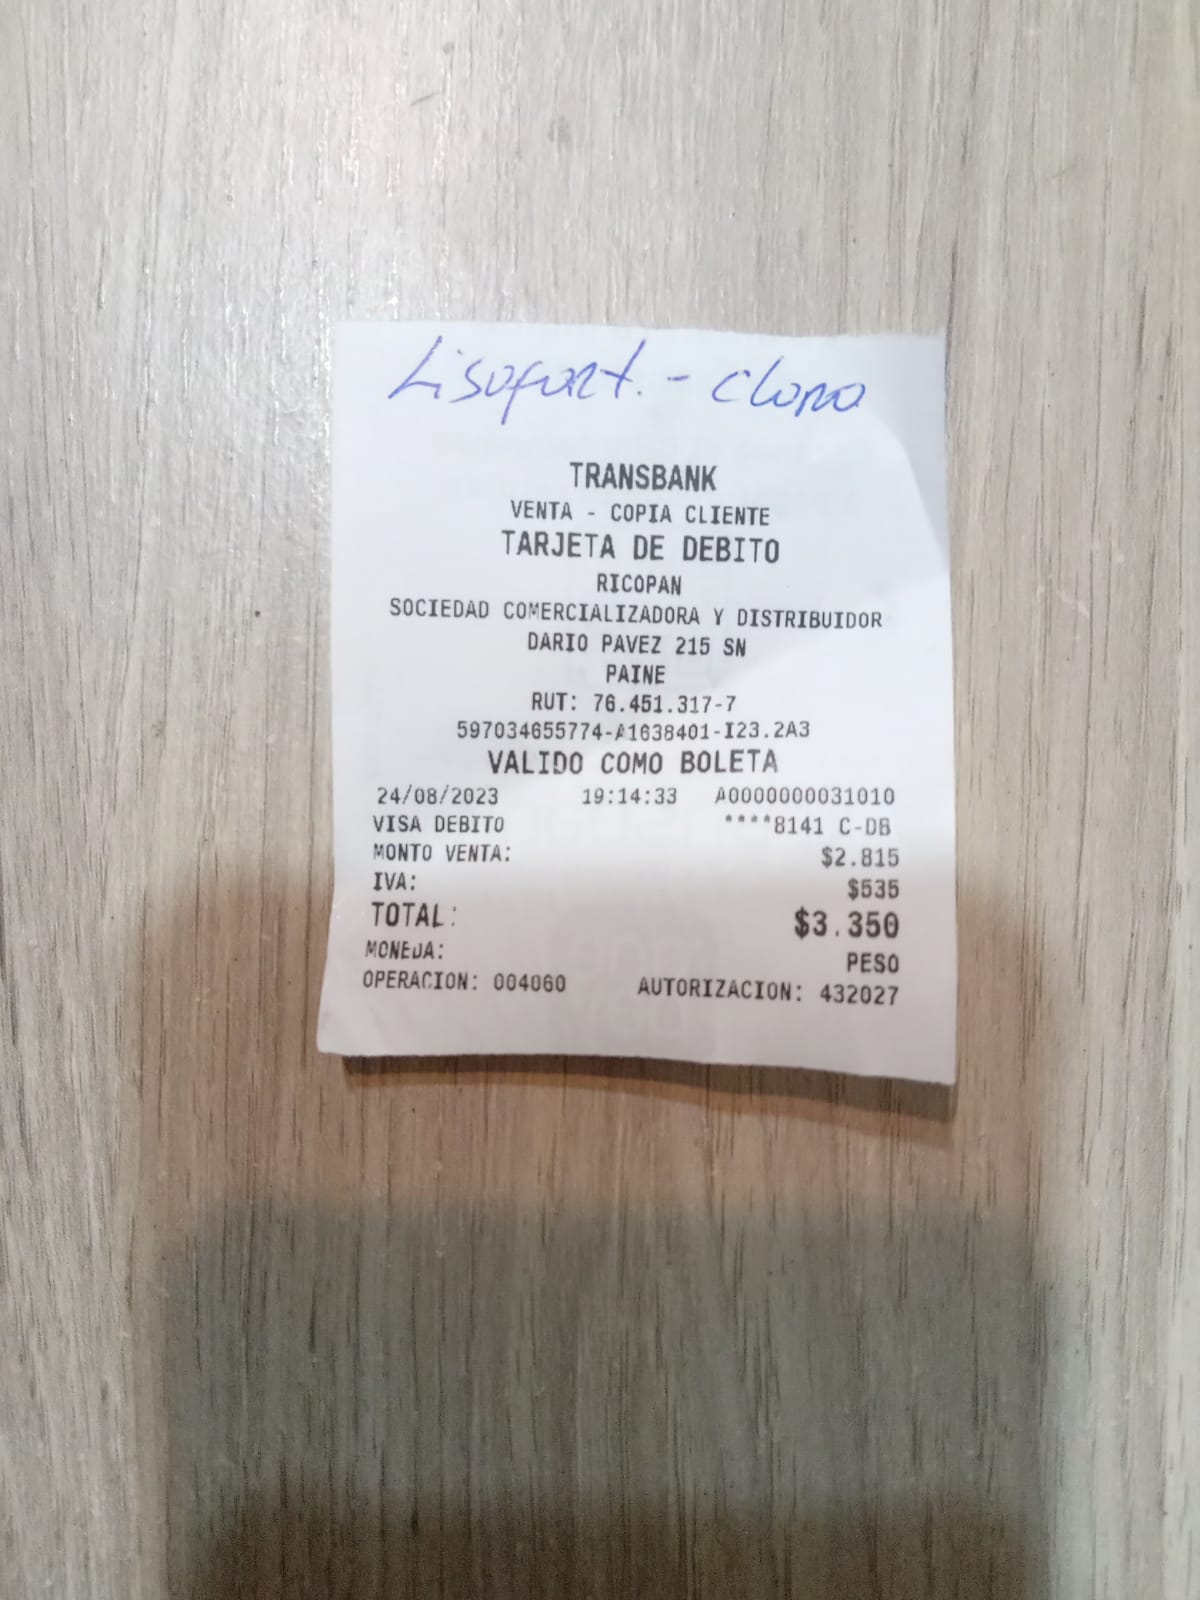 Lisofort. - Cloro
TRANSBANK
VENTA - COPIA CLIENTE
TARJETA DE DEBITO
RICOPAN
SOCIEDAD COMERCIALIZADORA Y DISTRIBUIDOR
DARIO PAVEZ 215 SN
PAINE
RUT: 76.451.317-7
597034655774-A1638401-I23.2A3
VALIDO COMO BOLETA
24/08/2023 19:14:33 A0000000031010
VISA DEBITO ****8141 C-DB
MONTO VENTA: $2.815
IVA: $535
TOTAL: $3.350
MONEDA: PESO
OPERACION: 004060 AUTORIZACION: 432027